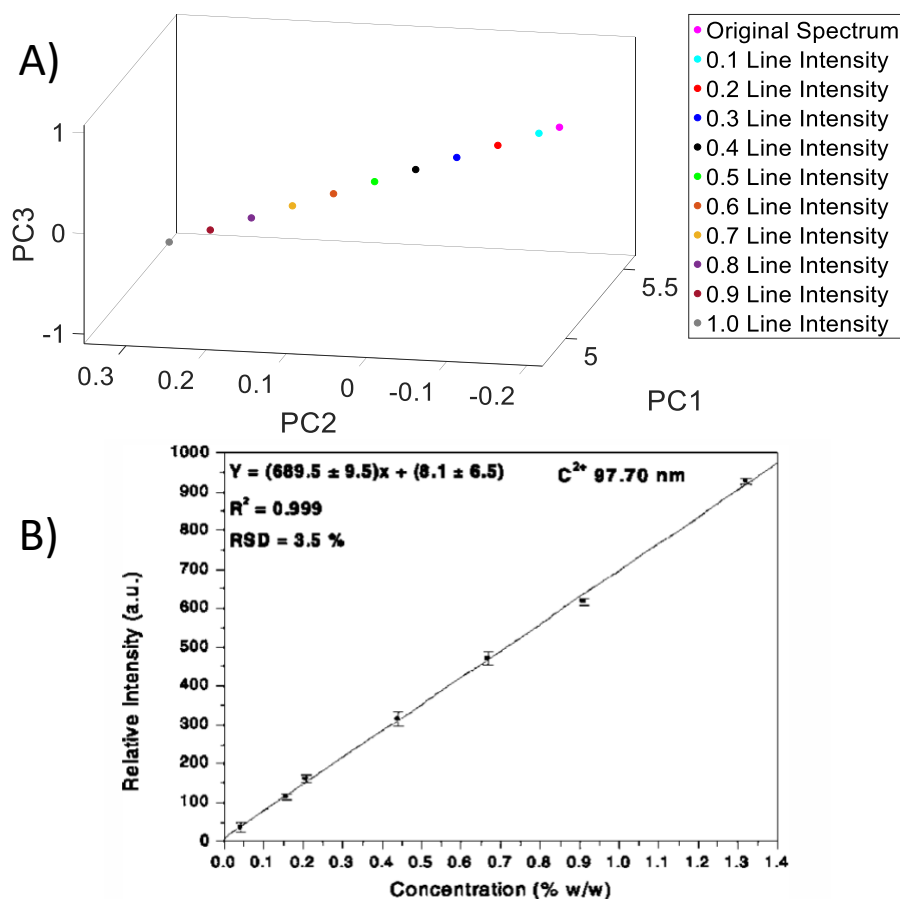 A)
1
0
-1
PC3
0.3
0.2
0.1
0
-0.1
-0.2
PC2
5
5.5
PC1
Original Spectrum
0.1 Line Intensity
0.2 Line Intensity
0.3 Line Intensity
0.4 Line Intensity
0.5 Line Intensity
0.6 Line Intensity
0.7 Line Intensity
0.8 Line Intensity
0.9 Line Intensity
1.0 Line Intensity
B)
Y = (689.5 ± 9.5)x + (8.1 ± 6.5)
C²⁺ 97.70 nm
R² = 0.999
RSD = 3.5 %
1000
900
800
700
600
500
400
300
200
100
0
Relative Intensity (a.u.)
0.0 0.1 0.2 0.3 0.4 0.5 0.6 0.7 0.8 0.9 1.0 1.1 1.2 1.3 1.4
Concentration (% w/w)